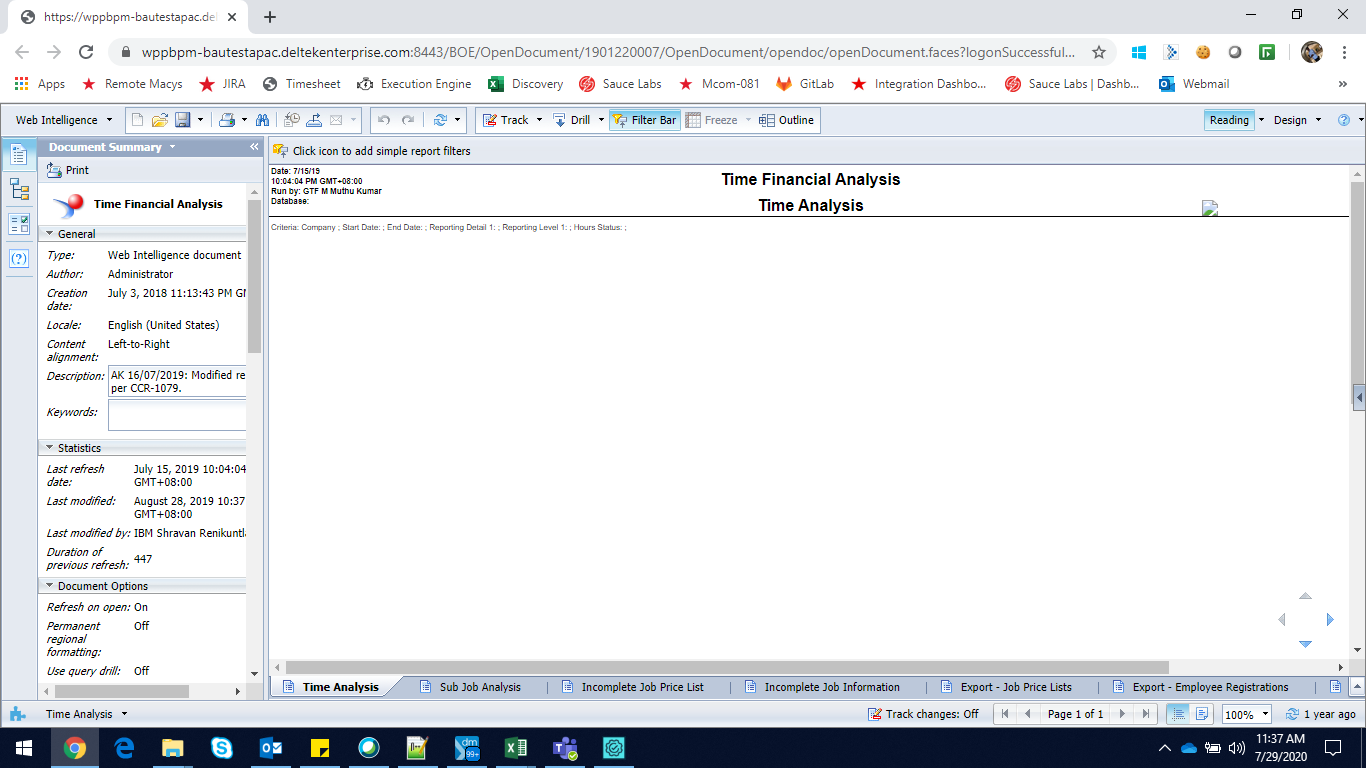 https://wppbpm-bautestapac.del
wppbpm-bautestapac.deltekenterprise.com:8443/BOE/OpenDocument/1901220007/OpenDocument/opendoc/openDocument.faces?logonSuccessful...
Apps Remote Macys JIRA Timesheet Execution Engine Discovery Sauce Labs Mcom-081 GitLab Integration Dashbo... Sauce Labs | Dashb... Webmail »
Web Intelligence Track Drill Filter Bar Freeze Outline Reading Design
Document Summary «
Print
Click icon to add simple report filters
Time Financial Analysis
General
Type: Web Intelligence document
Author: Administrator
Creation date: July 3, 2018 11:13:43 PM GM
Locale: English (United States)
Content alignment: Left-to-Right
Description: AK 16/07/2019: Modified re
per CCR-1079.
Keywords:
Statistics
Last refresh date: July 15, 2019 10:04:04
GMT+08:00
Last modified: August 28, 2019 10:37
GMT+08:00
Last modified by: IBM Shravan Renikuntl
Duration of previous refresh: 447
Document Options
Refresh on open: On
Permanent regional formatting: Off
Use query drill: Off
Date: 7/15/19
10:04:04 PM GMT+08:00
Run by: GTF M Muthu Kumar
Database:
Time Financial Analysis
Time Analysis
Criteria: Company ; Start Date: ; End Date: ; Reporting Detail 1: ; Reporting Level 1: ; Hours Status: ;
Time Analysis Sub Job Analysis Incomplete Job Price List Incomplete Job Information Export - Job Price Lists Export - Employee Registrations
Time Analysis Track changes: Off Page 1 of 1 100% 1 year ago
dm
99+
11:37 AM
7/29/2020